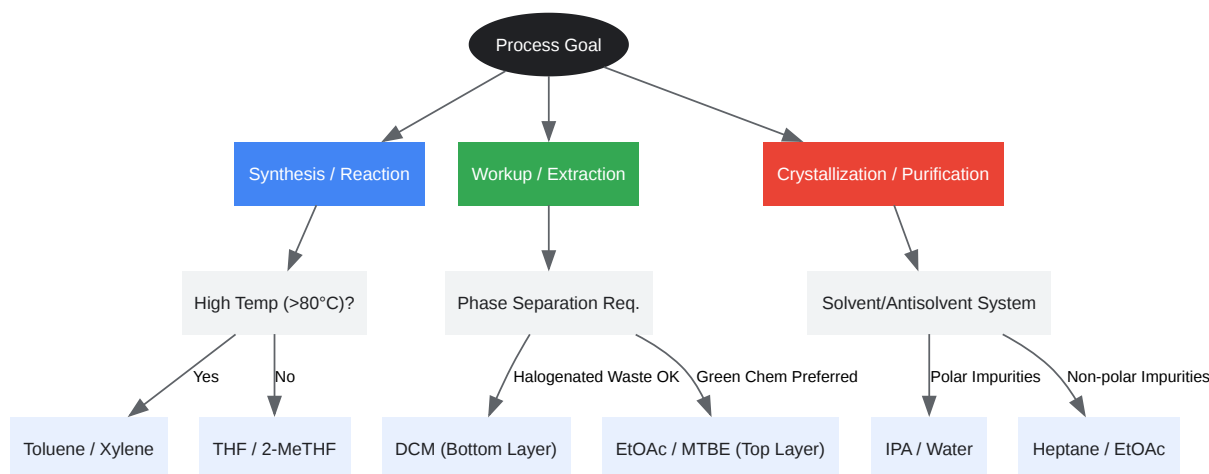 Process Goal
Synthesis / Reaction
Workup / Extraction
Crystallization / Purification
High Temp (>80°C)?
Phase Separation Req.
Solvent/Antisolvent System
Yes
No
Halogenated Waste OK
Green Chem Preferred
Polar Impurities
Non-polar Impurities
Toluene / Xylene
THF / 2-MeTHF
DCM (Bottom Layer)
EtOAc / MTBE (Top Layer)
IPA / Water
Heptane / EtOAc